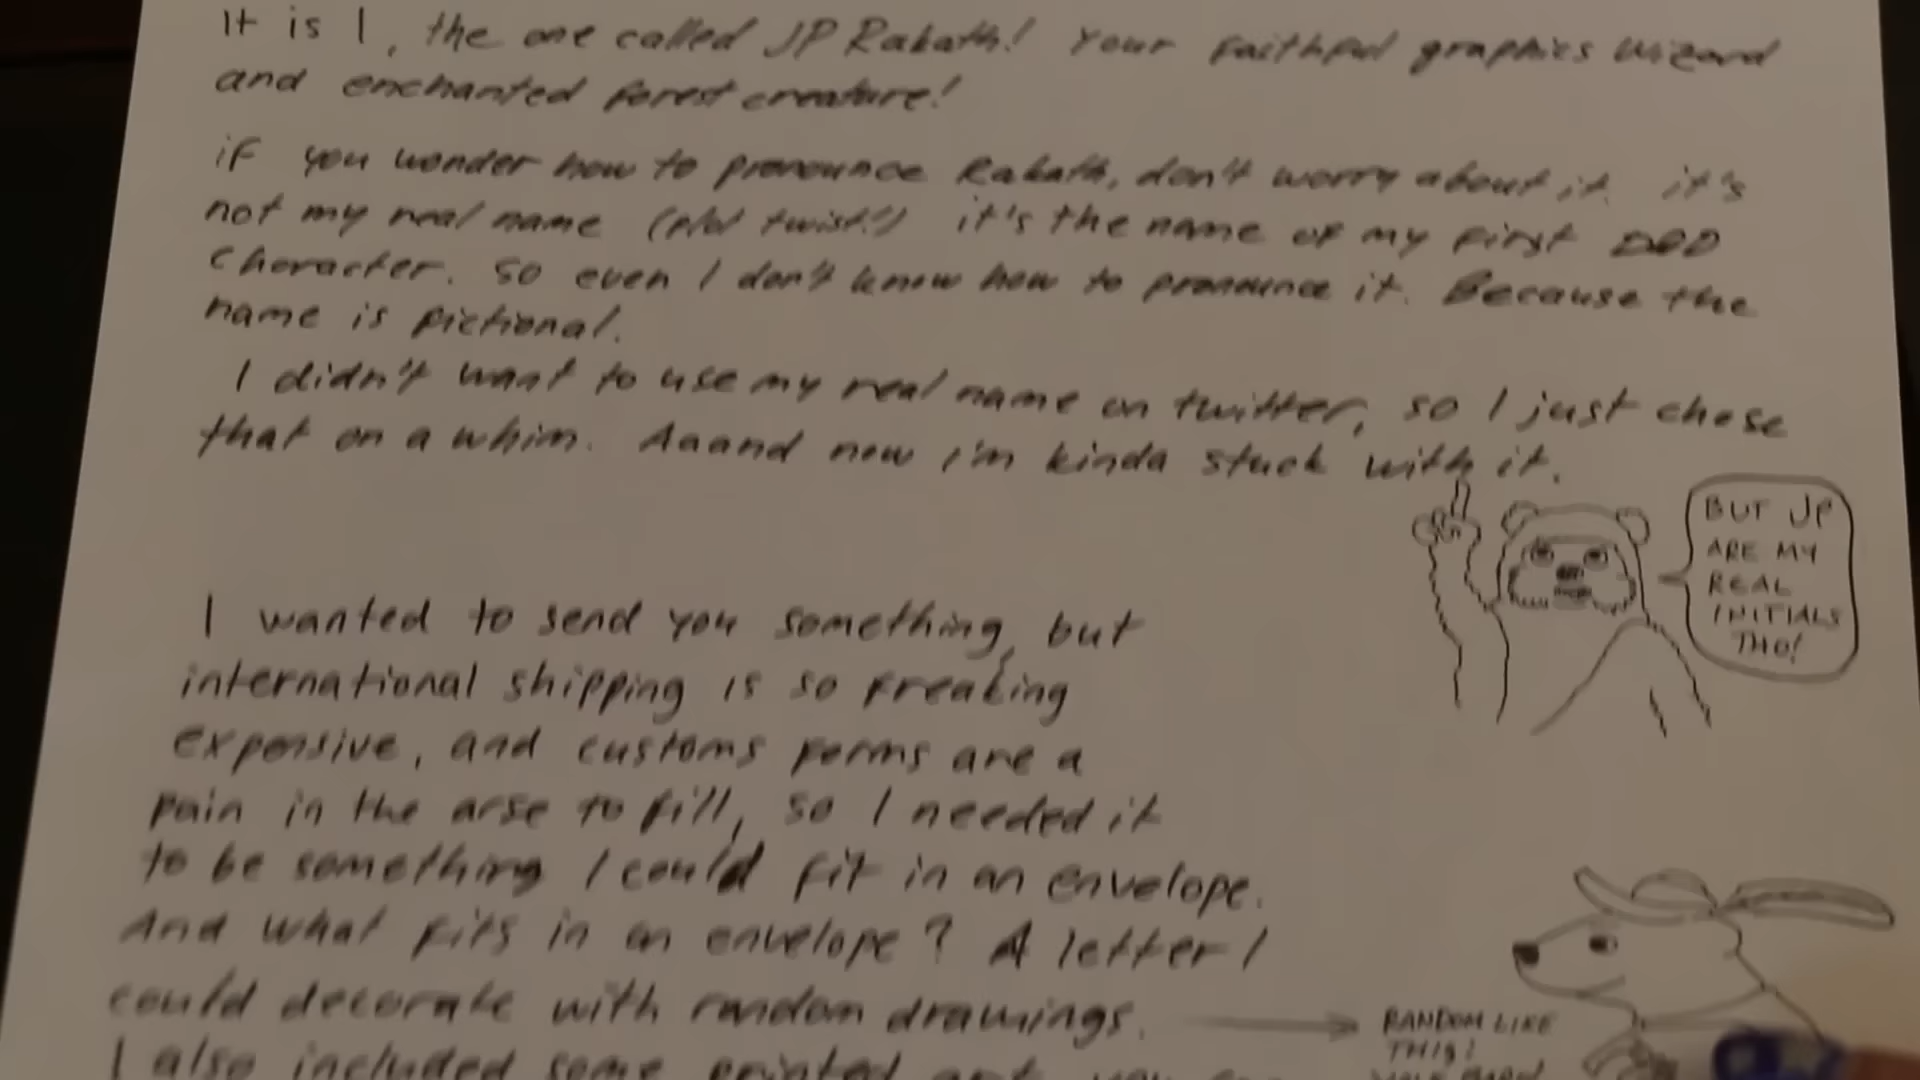 It is I, the one called JP Rabath! Your faithful graphics wizard
and enchanted forest creature!
if you wonder how to pronounce Rabath, don't worry about it. it's
not my real name (plot twist!) it's the name of my first D&D
character. so even I don't know how to pronounce it. Because the
name is fictional.
I didn't want to use my real name on twitter, so I just chose
that on a whim. Aaand now i'm kinda stuck with it.
BUT JP
ARE MY
REAL
INITIALS
THO!
I wanted to send you something, but
international shipping is so freaking
expensive, and customs forms are a
pain in the arse to fill, so I needed it
to be something I could fit in an envelope.
And what fits in an envelope? A letter I
could decorate with random drawings.
RANDOM LIKE
THIS!
I also included some printed art